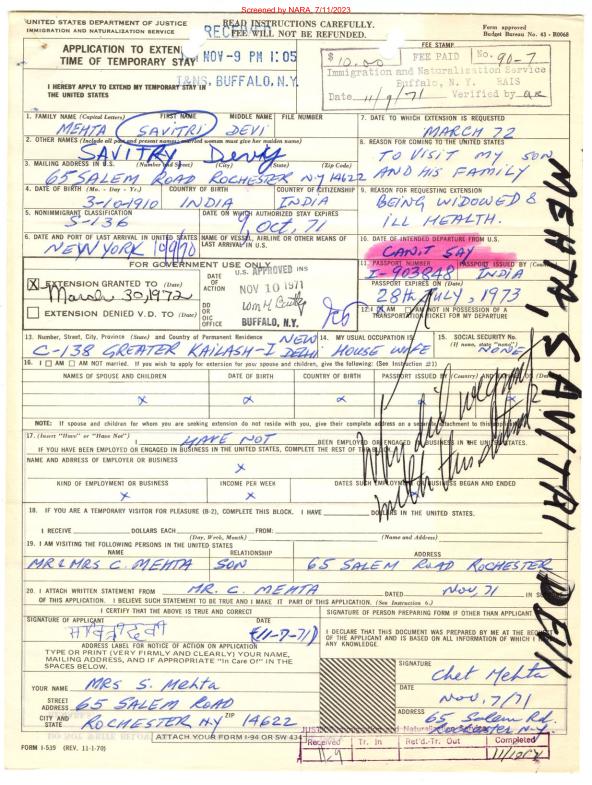 Screened by NARA, 7/11/2023
UNITED STATES DEPARTMENT OF JUSTICE
IMMIGRATION AND NATURALIZATION SERVICE
READ INSTRUCTIONS CAREFULLY.
FEE WILL NOT BE REFUNDED.
Form approved
Budget Bureau No. 43 - R0068
APPLICATION TO EXTEND
TIME OF TEMPORARY STAY
NOV -9 PM 1:05
I&NS. BUFFALO, N.Y.
I HEREBY APPLY TO EXTEND MY TEMPORARY STAY IN
THE UNITED STATES
FEE STAMP
$10.00 FEE PAID No. 90-7
Immigration and Naturalization Service
Buffalo, N. Y. RAIS
Date 11/9/71 Verified by
1. FAMILY NAME (Capital Letters) FIRST NAME MIDDLE NAME FILE NUMBER
MEHTA SAVITRI DEVI
2. OTHER NAMES (Include all past and present names; married women must give her maiden name)
SAVITRY Devy
3. MAILING ADDRESS IN U.S. (Number and Street) (City) (State) (Zip Code)
65 SALEM ROAD ROCHESTER N.Y 14622
4. DATE OF BIRTH (Mo. - Day - Yr.) COUNTRY OF BIRTH COUNTRY OF CITIZENSHIP
3-10-1910 INDIA INDIA
5. NONIMMIGRANT CLASSIFICATION DATE ON WHICH AUTHORIZED STAY EXPIRES
5-136 9, Oct, 71
6. DATE AND PORT OF LAST ARRIVAL IN U.S. NAME OF VESSEL, AIRLINE OR OTHER MEANS OF LAST ARRIVAL IN U.S.
NEW YORK 10/9/70
7. DATE TO WHICH EXTENSION IS REQUESTED
MARCH 72
8. REASON FOR COMING TO THE UNITED STATES
TO VISIT MY SON
AND HIS FAMILY
9. REASON FOR REQUESTING EXTENSION
BEING WIDOWED &
ILL HEALTH.
10. DATE OF INTENDED DEPARTURE FROM U.S.
CAN,T SAY
11. PASSPORT NUMBER PASSPORT ISSUED BY (Country)
I-903848 INDIA
PASSPORT EXPIRES ON (Date)
28th July, 1973
12. I AM AM NOT IN POSSESSION OF A
TRANSPORTATION TICKET FOR MY DEPARTURE
FOR GOVERNMENT USE ONLY
X EXTENSION GRANTED TO (Date)
March 30, 1972
EXTENSION DENIED V.D. TO (Date)
DATE OF ACTION
DD OR OIC OFFICE
U.S. APPROVED INS
NOV 10 1971
BUFFALO, N.Y.
13. Number, Street, City, Province (State) and Country of Permanent Residence
C-138 GREATER KAILASH-I NEW DELHI
14. MY USUAL OCCUPATION IS:
HOUSE WIFE
15. SOCIAL SECURITY NO.
(If none, state "none")
NONE
16. I AM AM NOT MARRIED. If you wish to apply for extension for your spouse and children, give the following: (See Instruction #2)
NAMES OF SPOUSE AND CHILDREN DATE OF BIRTH COUNTRY OF BIRTH PASSPORT ISSUED BY (Country) AND EXPIRES ON (Date)
x x x x
NOTE: If spouse and children for whom you are seeking extension do not reside with you, give their complete address on a separate attachment to this application.
17. (Insert "Have" or "Have Not") I HAVE NOT BEEN EMPLOYED OR ENGAGED IN BUSINESS IN THE UNITED STATES.
IF YOU HAVE BEEN EMPLOYED OR ENGAGED IN BUSINESS IN THE UNITED STATES, COMPLETE THE REST OF THE BLOCK.
NAME AND ADDRESS OF EMPLOYER OR BUSINESS
x
KIND OF EMPLOYMENT OR BUSINESS INCOME PER WEEK DATES SUCH EMPLOYMENT OR BUSINESS BEGAN AND ENDED
x x x
18. IF YOU ARE A TEMPORARY VISITOR FOR PLEASURE (B-2), COMPLETE THIS BLOCK. I HAVE DOLLARS IN THE UNITED STATES.
I RECEIVE DOLLARS EACH FROM:
(Day, Week, Month) (Name and Address)
19. I AM VISITING THE FOLLOWING PERSONS IN THE UNITED STATES
NAME RELATIONSHIP ADDRESS
MR & MRS C. MEHTA SON 65 SALEM ROAD ROCHESTER
20. I ATTACH WRITTEN STATEMENT FROM MR. C. MEHTA DATED NOV, 71 IN SUPPORT
OF THIS APPLICATION. I BELIEVE SUCH STATEMENT TO BE TRUE AND I MAKE IT PART OF THIS APPLICATION. (See Instruction 6.)
I CERTIFY THAT THE ABOVE IS TRUE AND CORRECT
SIGNATURE OF APPLICANT DATE
सावित्री देवी (11-7-71)
ADDRESS LABEL FOR NOTICE OF ACTION ON APPLICATION
TYPE OR PRINT (VERY FIRMLY AND CLEARLY) YOUR NAME,
MAILING ADDRESS, AND IF APPROPRIATE "In Care Of" IN THE
SPACES BELOW.
YOUR NAME MRS S. Mehta
STREET ADDRESS 65 SALEM ROAD
CITY AND STATE ROCHESTER N.Y ZIP 14622
SIGNATURE OF PERSON PREPARING FORM IF OTHER THAN APPLICANT
I DECLARE THAT THIS DOCUMENT WAS PREPARED BY ME AT THE REQUEST
OF THE APPLICANT AND IS BASED ON ALL INFORMATION OF WHICH I HAVE
ANY KNOWLEDGE.
SIGNATURE
Chet Mehta
DATE
Nov, 7/71
ADDRESS
65 Salem Rd.
Rochester N.Y.
ATTACH YOUR FORM I-94 OR SW 434
FORM I-539 (REV. 11-1-70)
Received Tr. In Ret'd.-Tr. Out Completed
11-9
MEHTA, SAVITRI DEVI